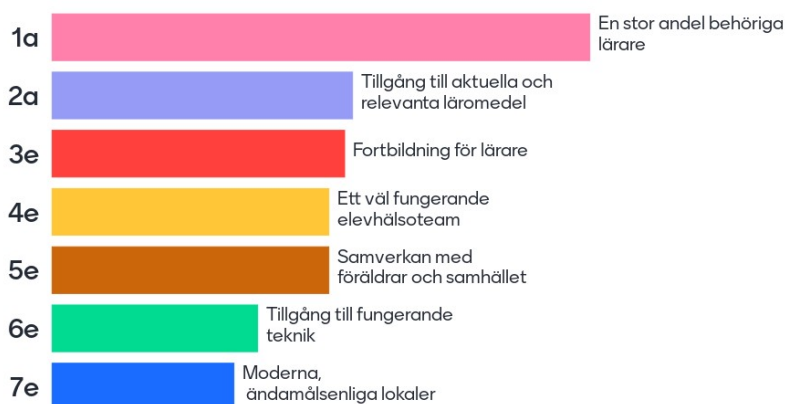 1a
En stor andel behöriga
lärare
2a
Tillgång till aktuella och
relevanta läromedel
3e
Fortbildning för lärare
4e
Ett väl fungerande
elevhälsoteam
5e
Samverkan med
föräldrar och samhället
6e
Tillgång till fungerande
teknik
7e
Moderna,
ändamålsenliga lokaler